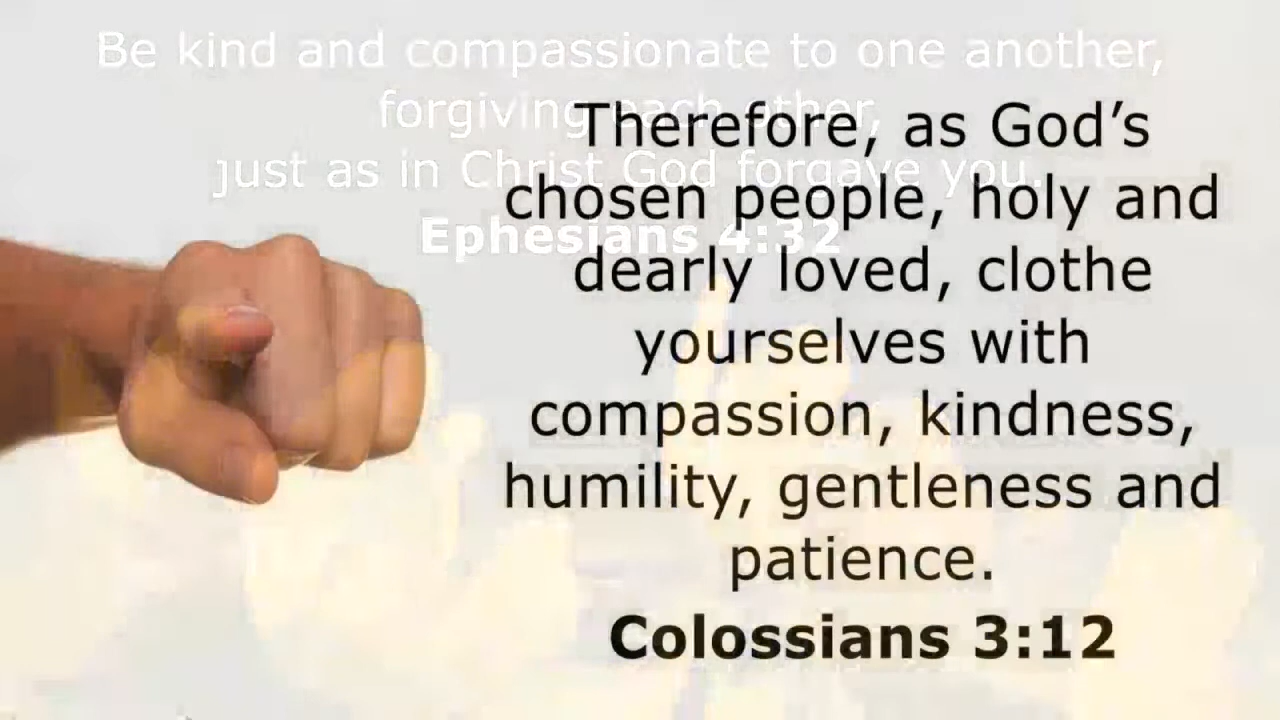 Be kind and compassionate to one another,
forgiving each other,
just as in Christ God forgave you.
Ephesians 4:32
Therefore, as God’s
chosen people, holy and
dearly loved, clothe
yourselves with
compassion, kindness,
humility, gentleness and
patience.
Colossians 3:12